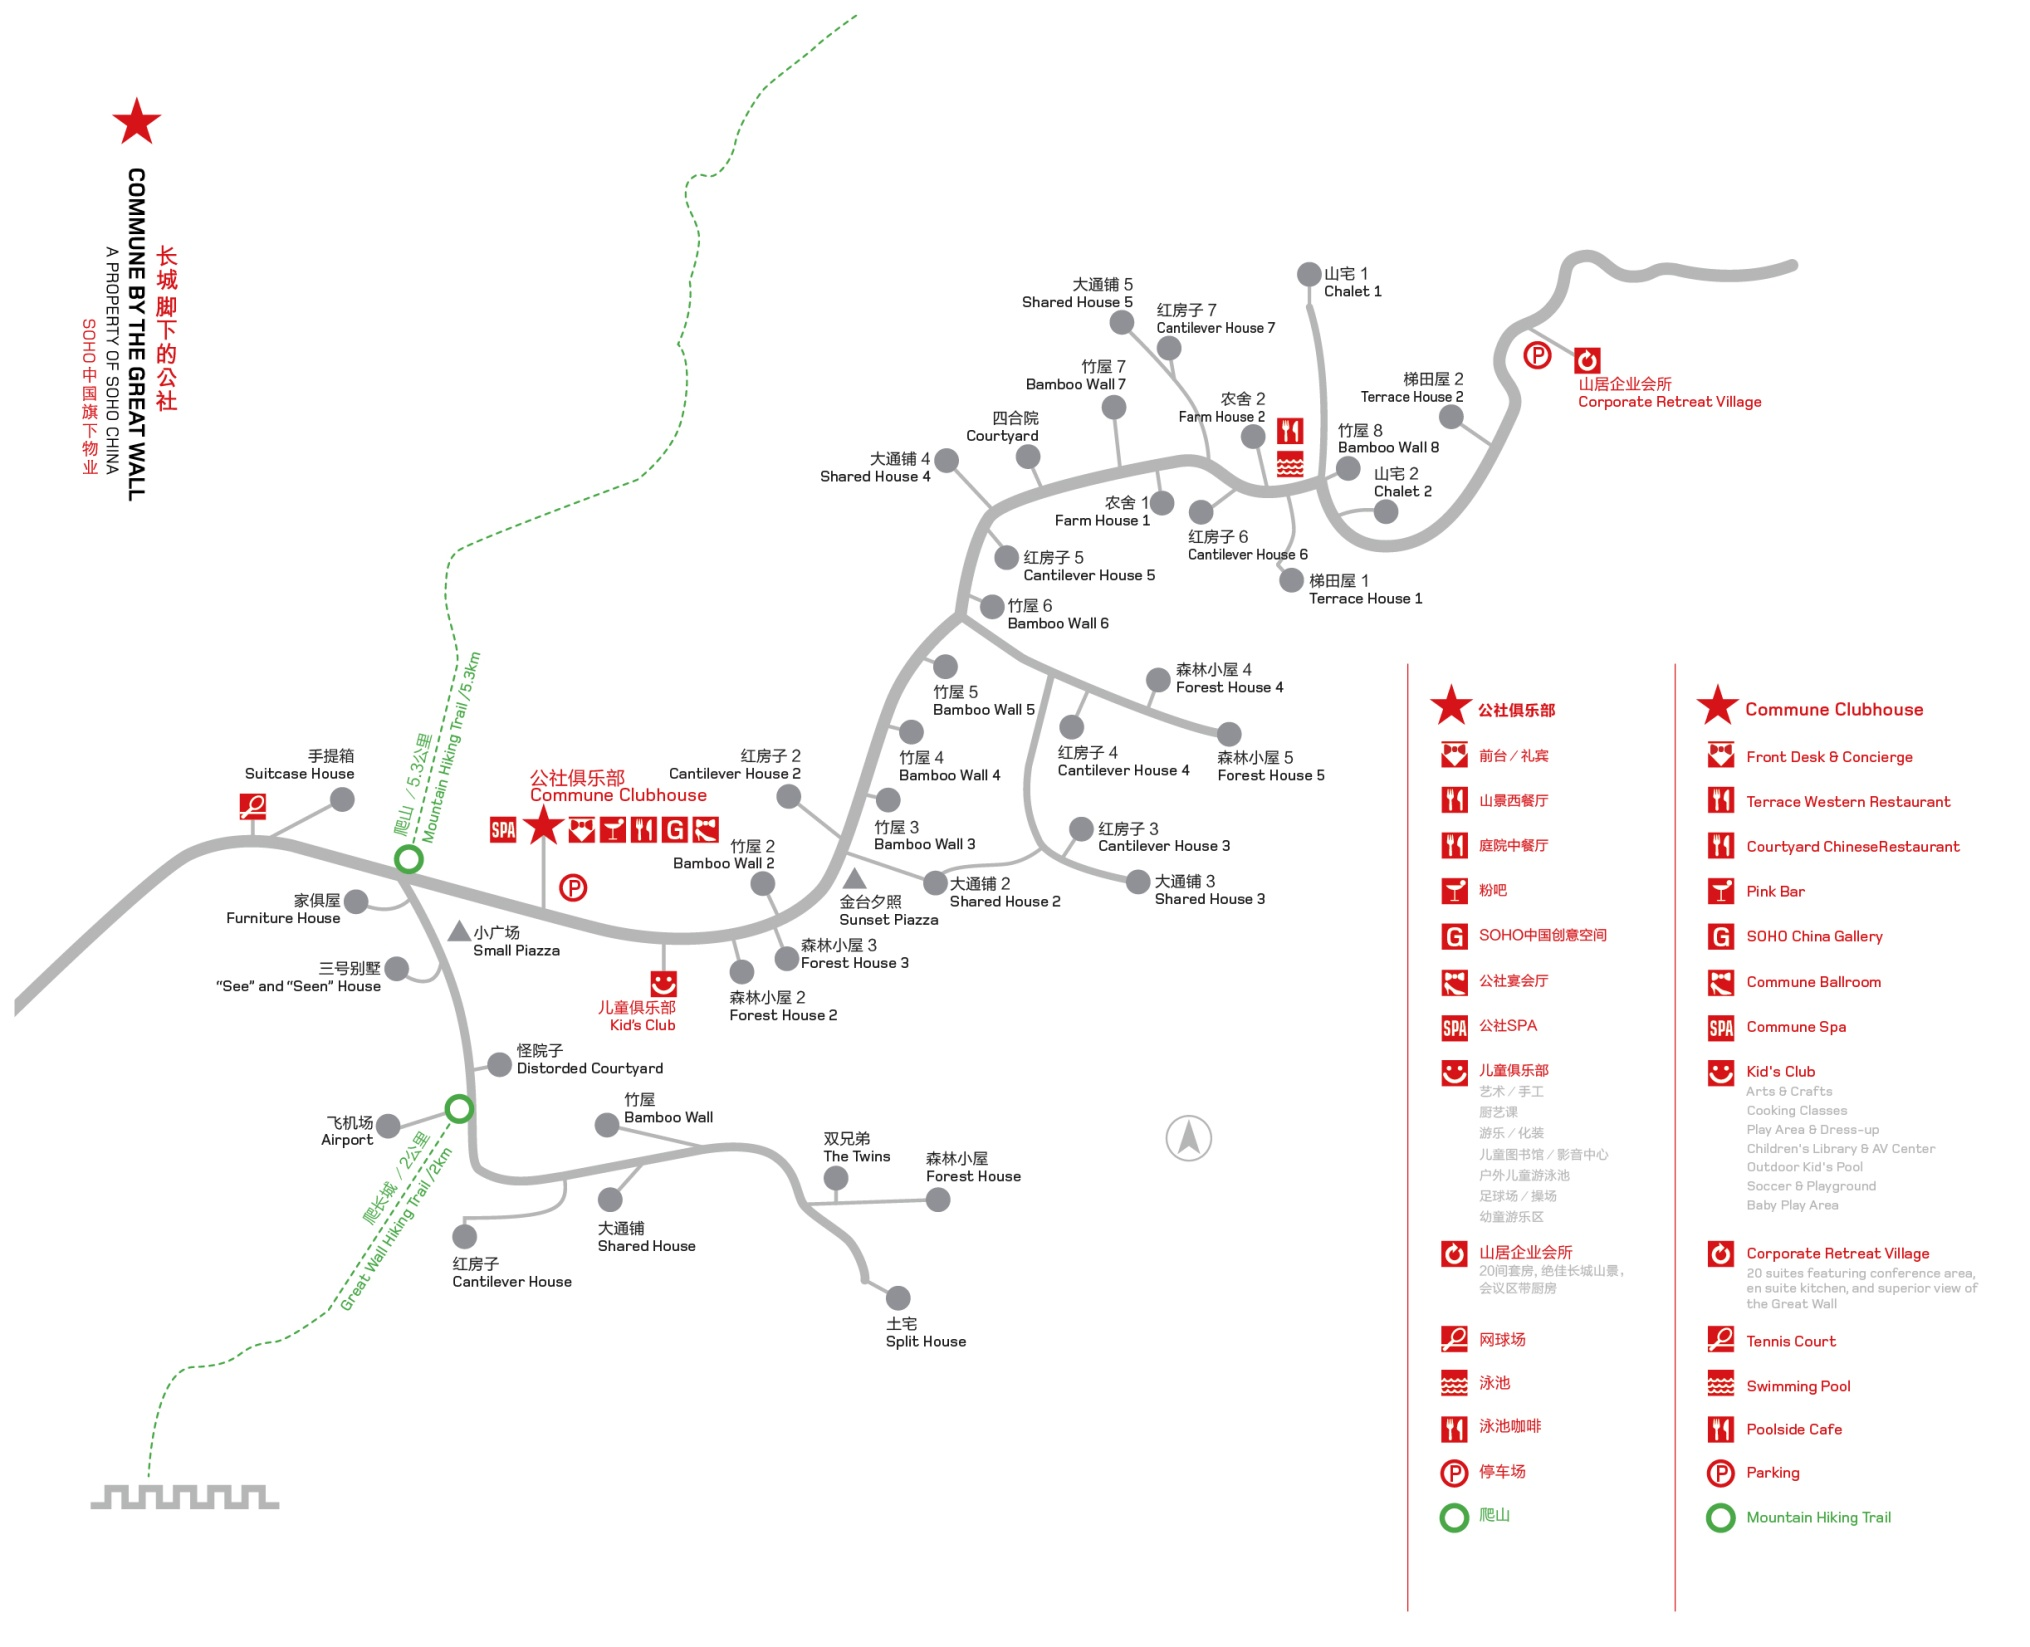 长城脚下的公社
COMMUNE BY THE GREAT WALL
A PROPERTY OF SOHO CHINA
SOHO中国旗下物业
大通铺 5
Shared House 5
红房子 7
Cantilever House 7
山宅 1
Chalet 1
竹屋 7
Bamboo Wall 7
农舍 2
Farm House 2
梯田屋 2
Terrace House 2
P
山居企业会所
Corporate Retreat Village
四合院
Courtyard
竹屋 8
Bamboo Wall 8
大通铺 4
Shared House 4
山宅 2
Chalet 2
农舍 1
Farm House 1
红房子 6
Cantilever House 6
红房子 5
Cantilever House 5
梯田屋 1
Terrace House 1
竹屋 6
Bamboo Wall 6
竹屋 5
Bamboo Wall 5
森林小屋 4
Forest House 4
竹屋 4
Bamboo Wall 4
红房子 4
Cantilever House 4
森林小屋 5
Forest House 5
红房子 2
Cantilever House 2
竹屋 3
Bamboo Wall 3
红房子 3
Cantilever House 3
大通铺 3
Shared House 3
大通铺 2
Shared House 2
金台夕照
Sunset Piazza
竹屋 2
Bamboo Wall 2
森林小屋 3
Forest House 3
森林小屋 2
Forest House 2
手提箱
Suitcase House
爬山 / 5.3公里
Mountain Hiking Trail /5.3km
公社俱乐部
Commune Clubhouse
SPA
G
P
儿童俱乐部
Kid's Club
家俱屋
Furniture House
小广场
Small Piazza
三号别墅
“See” and “Seen” House
怪院子
Distorded Courtyard
飞机场
Airport
爬长城 / 2公里
Great Wall Hiking Trail /2km
竹屋
Bamboo Wall
双兄弟
The Twins
森林小屋
Forest House
大通铺
Shared House
红房子
Cantilever House
土宅
Split House
公社俱乐部
前台 / 礼宾
山景西餐厅
庭院中餐厅
粉吧
G
SOHO中国创意空间
公社宴会厅
SPA
公社SPA
儿童俱乐部
艺术 / 手工
厨艺课
游乐 / 化装
儿童图书馆 / 影音中心
户外儿童游泳池
足球场 / 操场
幼童游乐区
山居企业会所
20间套房, 绝佳长城山景,
会议区带厨房
网球场
泳池
泳池咖啡
P
停车场
爬山
Commune Clubhouse
Front Desk & Concierge
Terrace Western Restaurant
Courtyard ChineseRestaurant
Pink Bar
G
SOHO China Gallery
Commune Ballroom
SPA
Commune Spa
Kid's Club
Arts & Crafts
Cooking Classes
Play Area & Dress-up
Children's Library & AV Center
Outdoor Kid's Pool
Soccer & Playground
Baby Play Area
Corporate Retreat Village
20 suites featuring conference area,
en suite kitchen, and superior view of
the Great Wall
Tennis Court
Swimming Pool
Poolside Cafe
P
Parking
Mountain Hiking Trail